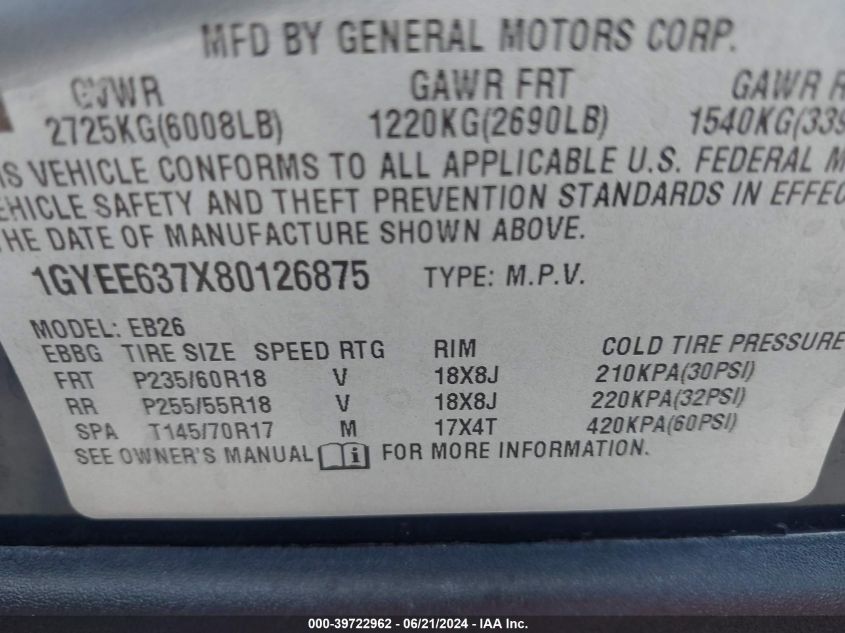 MFD BY GENERAL MOTORS CORP.
GVWR GAWR FRT GAWR R
2725KG(6008LB) 1220KG(2690LB) 1540KG(339
IS VEHICLE CONFORMS TO ALL APPLICABLE U.S. FEDERAL M
EHICLE SAFETY AND THEFT PREVENTION STANDARDS IN EFFEC
THE DATE OF MANUFACTURE SHOWN ABOVE.
1GYEE637X80126875 TYPE: M.P.V.
MODEL: EB26
EBBG TIRE SIZE SPEED RTG RIM COLD TIRE PRESSURE
FRT P235/60R18 V 18X8J 210KPA(30PSI)
RR P255/55R18 V 18X8J 220KPA(32PSI)
SPA T145/70R17 M 17X4T 420KPA(60PSI)
SEE OWNER'S MANUAL i FOR MORE INFORMATION.
000-39722962 - 06/21/2024 - IAA Inc.